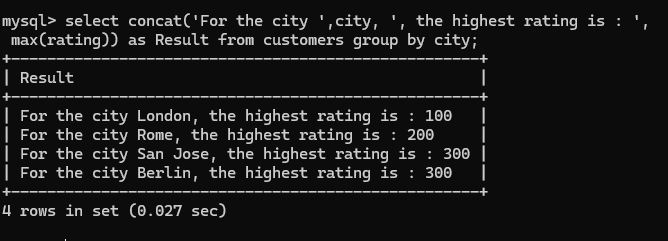 mysql> select concat('For the city ',city, ', the highest rating is : ',
 max(rating)) as Result from customers group by city;
+-------------------------------------------------+
| Result                                          |
+-------------------------------------------------+
| For the city London, the highest rating is : 100   |
| For the city Rome, the highest rating is : 200     |
| For the city San Jose, the highest rating is : 300 |
| For the city Berlin, the highest rating is : 300   |
+-------------------------------------------------+
4 rows in set (0.027 sec)